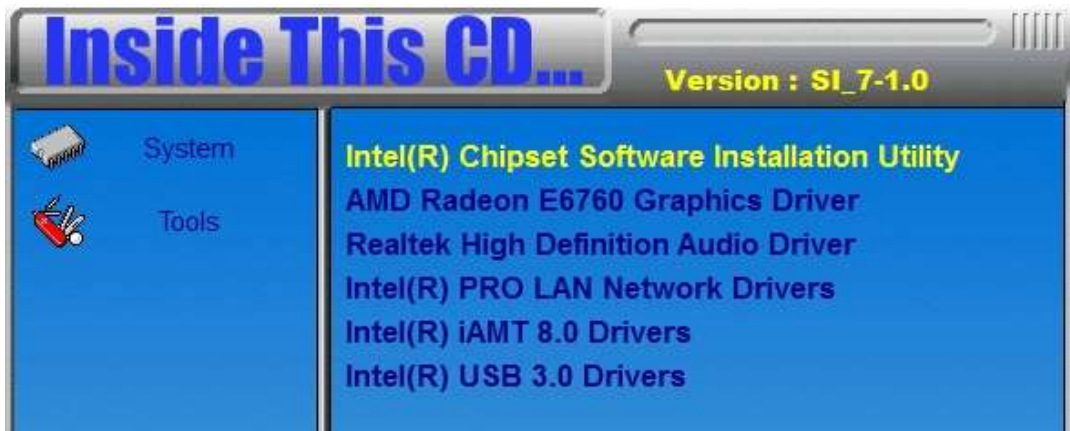 Inside This CD...
Version : SI_7-1.0
System
Tools
Intel(R) Chipset Software Installation Utility
AMD Radeon E6760 Graphics Driver
Realtek High Definition Audio Driver
Intel(R) PRO LAN Network Drivers
Intel(R) iAMT 8.0 Drivers
Intel(R) USB 3.0 Drivers